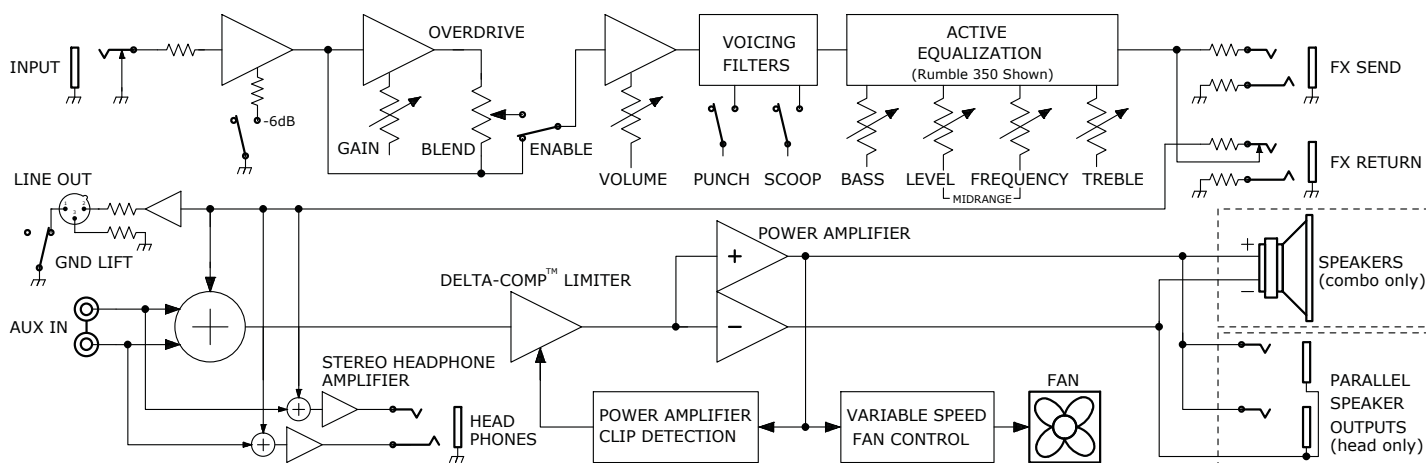 OVERDRIVE
INPUT
-6dB
GAIN
BLEND
ENABLE
VOLUME
VOICING
FILTERS
PUNCH
SCOOP
ACTIVE
EQUALIZATION
(Rumble 350 Shown)
BASS
LEVEL
FREQUENCY
MIDRANGE
TREBLE
FX SEND
FX RETURN
LINE OUT
1
2
3
GND LIFT
AUX IN
+
STEREO HEADPHONE
AMPLIFIER
+
+
HEAD
PHONES
DELTA-COMP™ LIMITER
POWER AMPLIFIER
+
−
POWER AMPLIFIER
CLIP DETECTION
VARIABLE SPEED
FAN CONTROL
FAN
+
−
SPEAKERS
(combo only)
PARALLEL
SPEAKER
OUTPUTS
(head only)